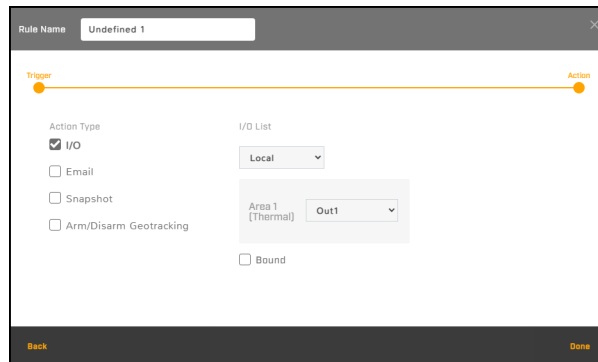 Rule Name Undefined 1
Trigger Action
Action Type I/O List
I/O
Local
Email
Snapshot
Area 1
(Thermal)
Out1
Arm/Disarm Geotracking
Bound
Back Done